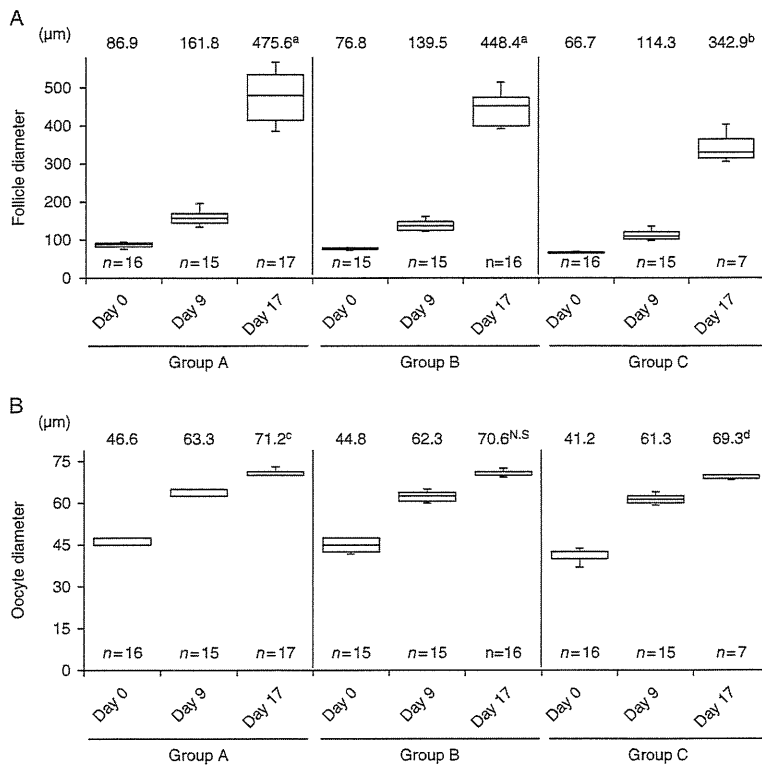 A
(μm)
86.9 161.8 475.6ᵃ 76.8 139.5 448.4ᵃ 66.7 114.3 342.9ᵇ
Follicle diameter
500
400
300
200
100
0
n=16 n=15 n=17 n=15 n=15 n=16 n=16 n=15 n=7
Day 0 Day 9 Day 17 Day 0 Day 9 Day 17 Day 0 Day 9 Day 17
Group A Group B Group C
B
(μm)
46.6 63.3 71.2ᶜ 44.8 62.3 70.6N.S 41.2 61.3 69.3ᵈ
Oocyte diameter
75
60
45
30
15
0
n=16 n=15 n=17 n=15 n=15 n=16 n=16 n=15 n=7
Day 0 Day 9 Day 17 Day 0 Day 9 Day 17 Day 0 Day 9 Day 17
Group A Group B Group C